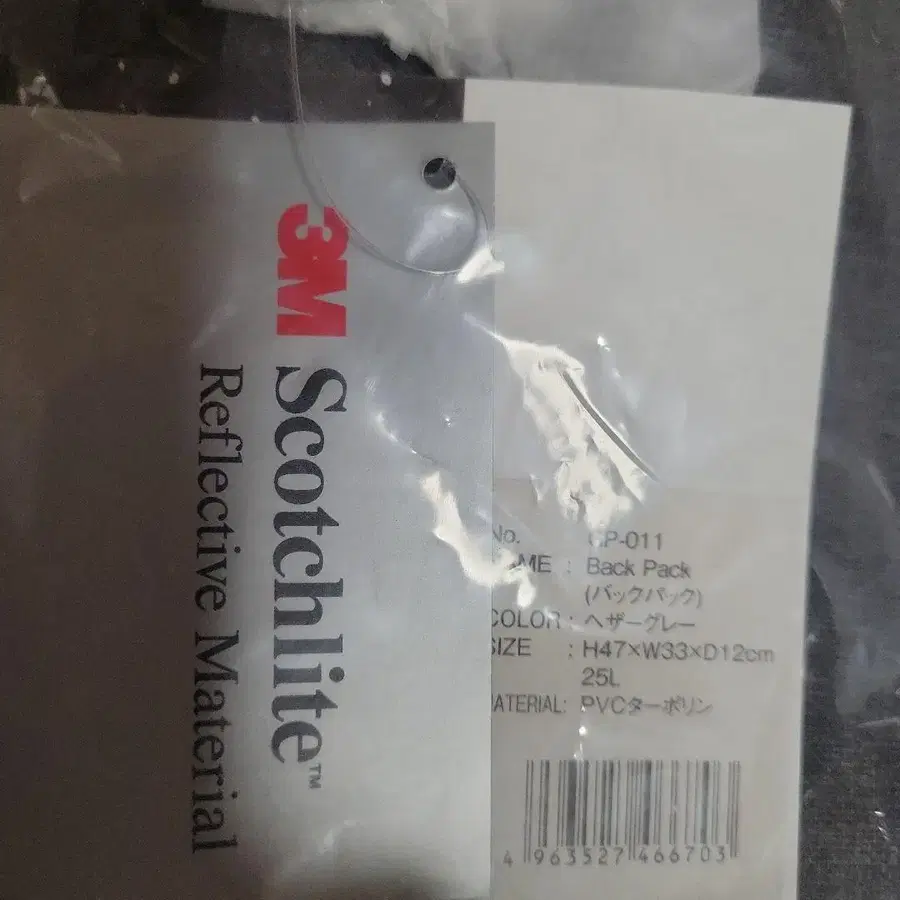 3M Scotchlite™
Reflective Material
No. P-011
ME : Back Pack
(バックパック)
COLOR : ヘザーグレー
SIZE : H47×W33×D12cm
25L
ATERIAL: PVCターポリン
4 963527 466703